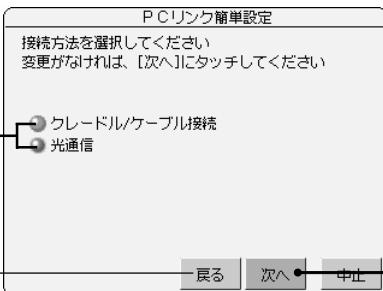 PCリンク簡単設定
接続方法を選択してください
変更がなければ、[次へ]にタッチしてください
クレードル/ケーブル接続
光通信
戻る 次へ 中止